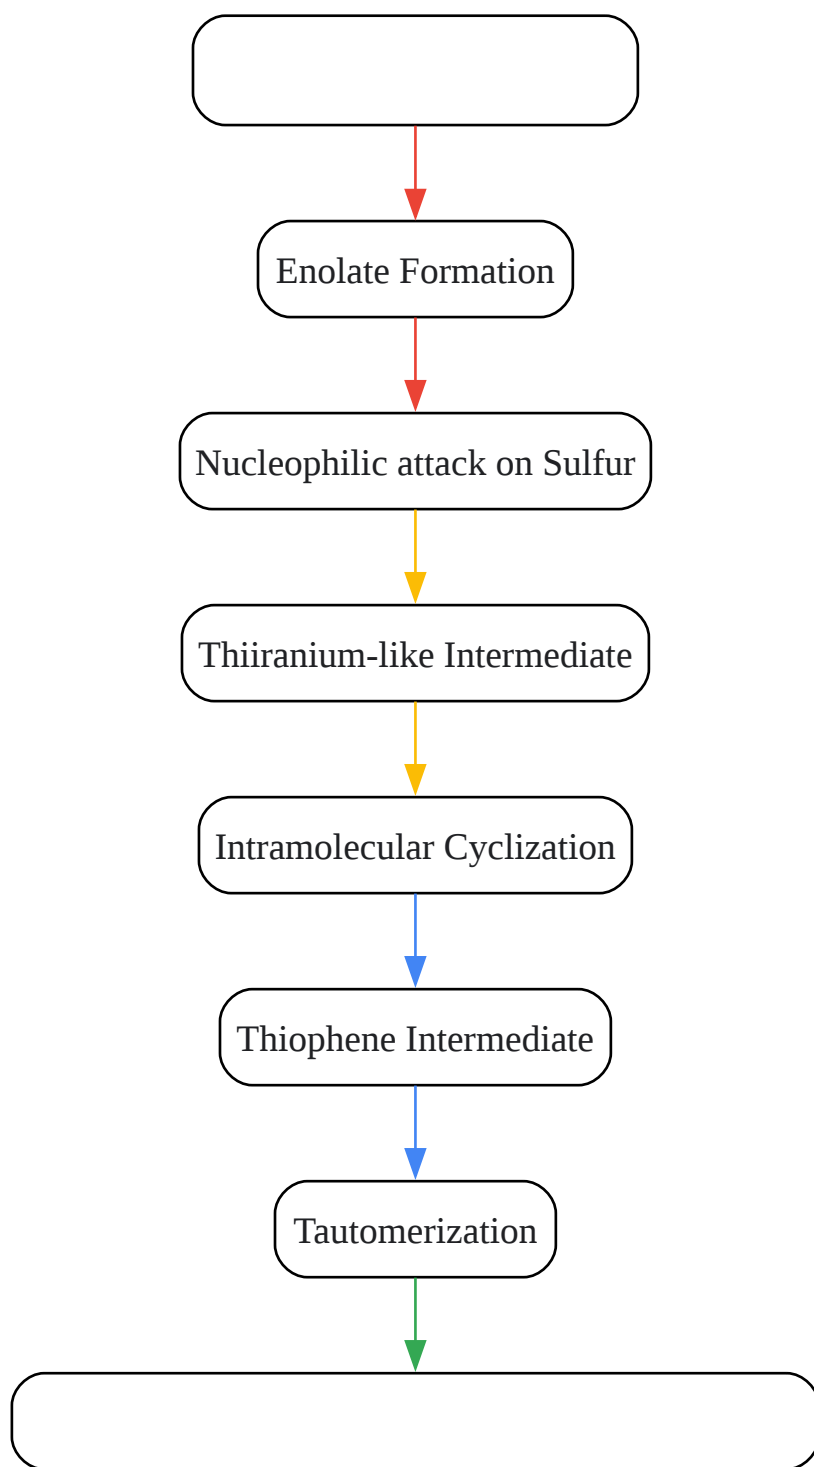 Enolate Formation
Nucleophilic attack on Sulfur
Thiiranium-like Intermediate
Intramolecular Cyclization
Thiophene Intermediate
Tautomerization